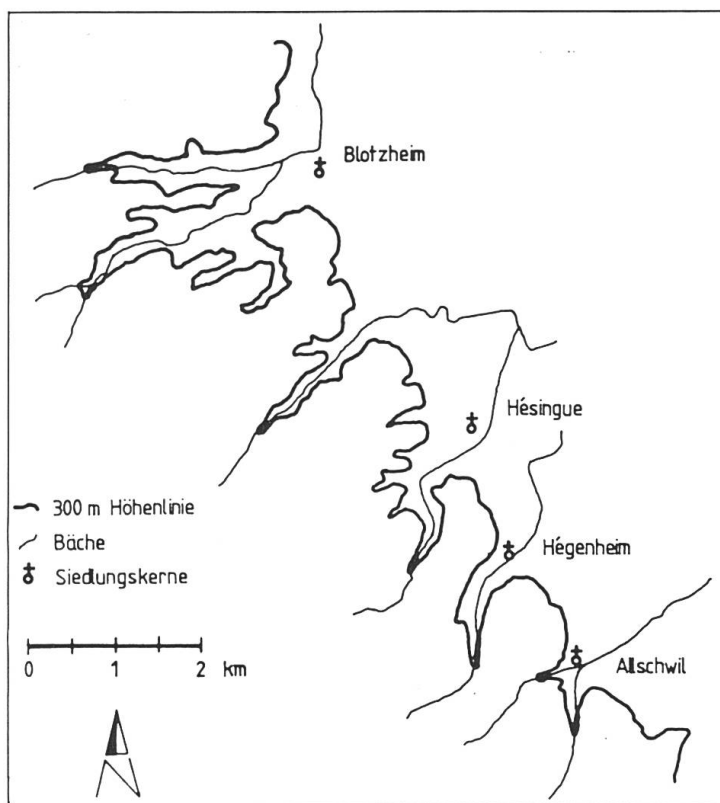 Blotzheim
Hésingue
300 m Höhenlinie
Bäche
Hégenheim
Siedlungskerne
0 1 2 km
Allschwil